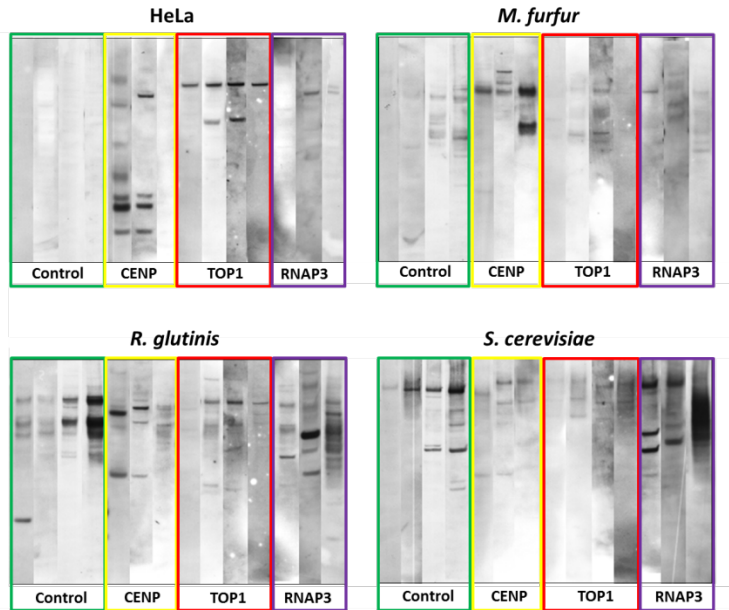 HeLa
M. furfur
Control CENP TOP1 RNAP3
Control CENP TOP1 RNAP3
R. glutinis
S. cerevisiae
Control CENP TOP1 RNAP3
Control CENP TOP1 RNAP3